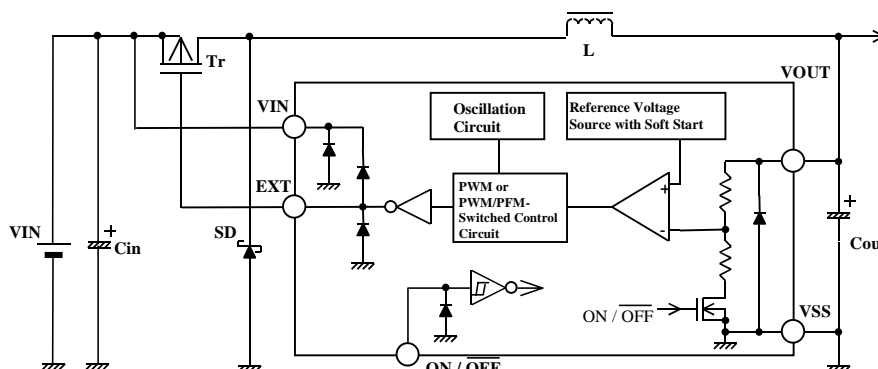 L
Tr
VOUT
VIN
Oscillation
Circuit
Reference Voltage
Source with Soft Start
EXT
PWM or
PWM/PFM-
Switched Control
Circuit
+
-
+
+
VIN
Cin
SD
Cou
ON / OFF
VSS
ON / OFF